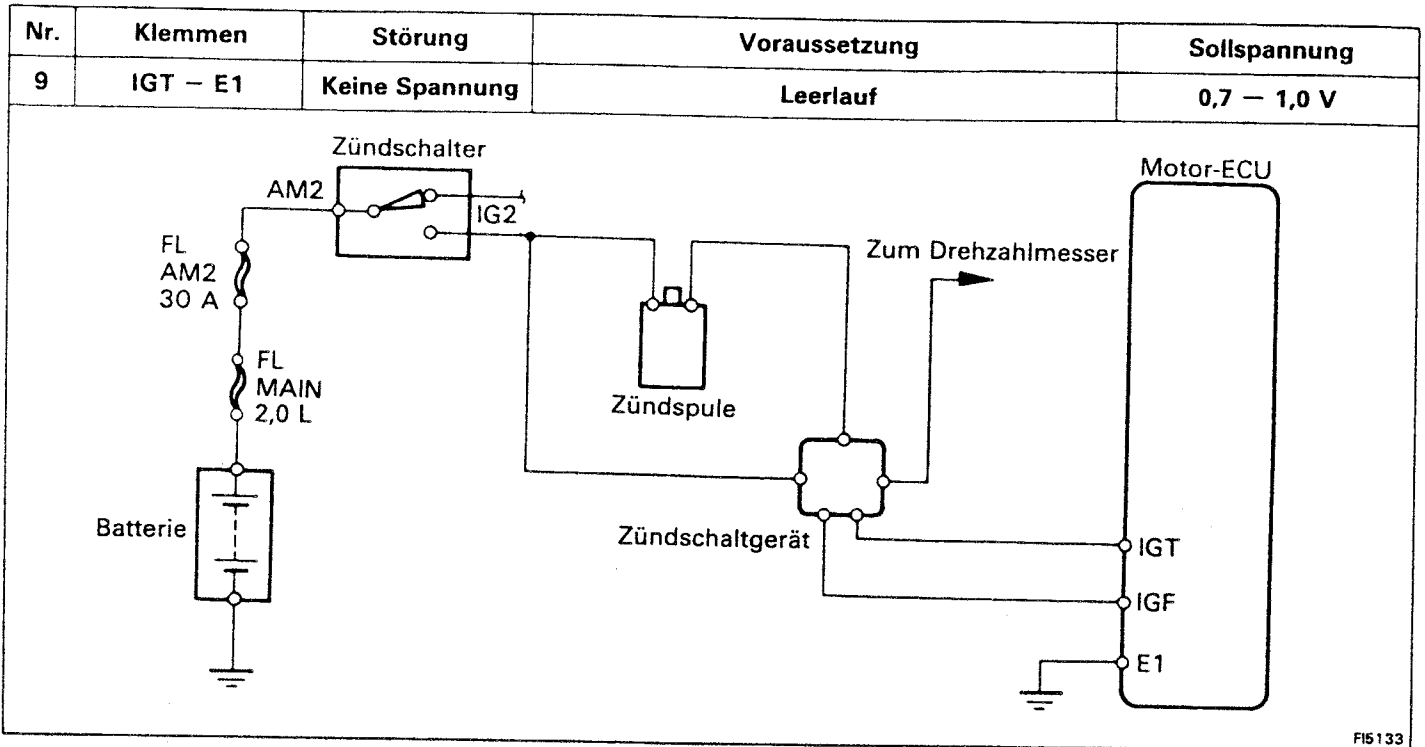 Nr. Klemmen Störung Voraussetzung Sollspannung
9 IGT — E1 Keine Spannung Leerlauf 0,7 — 1,0 V
Zündschalter
Motor-ECU
AM2
IG2
Zum Drehzahlmesser
FL
AM2
30 A
FL
MAIN
2,0 L
Zündspule
Batterie
Zündschaltgerät
IGT
IGF
E1
FI5133